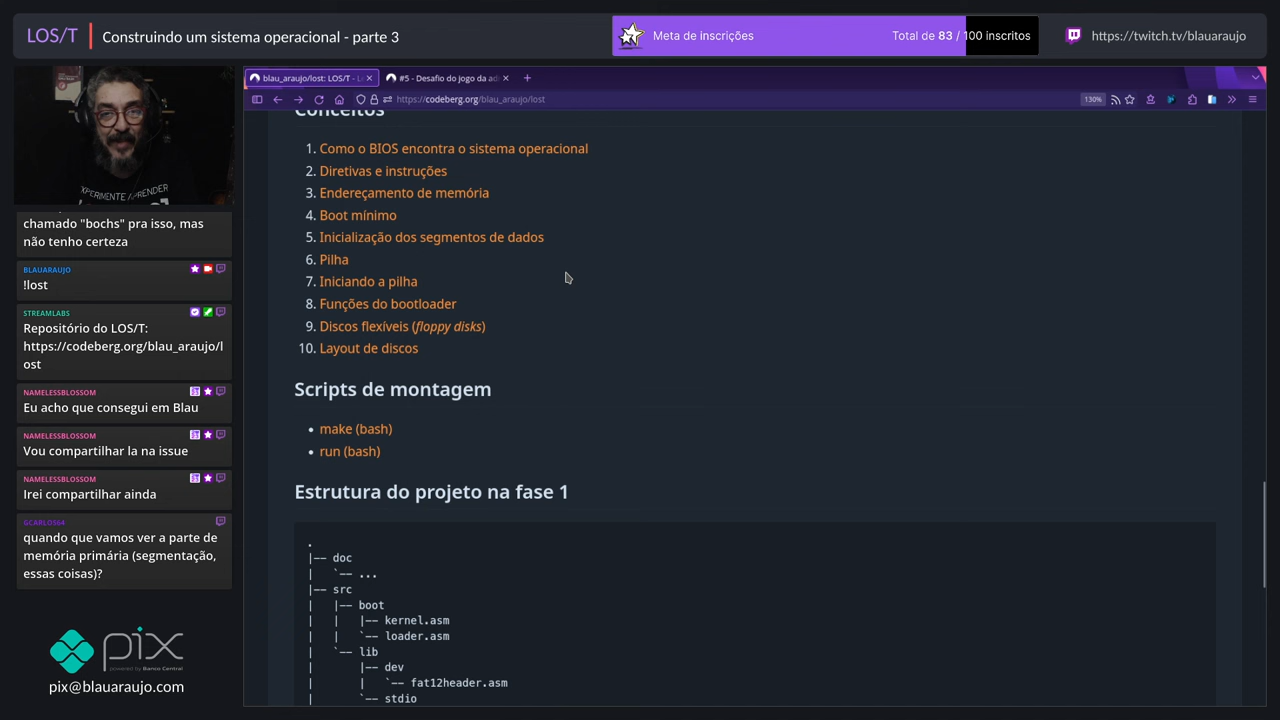 LOS/T
Construindo um sistema operacional - parte 3
Meta de inscrições
Total de 83 / 100 inscritos
https://twitch.tv/blauaraujo
blau_araujo/lost: LOS/T - L
#5 - Desafio do jogo da ad
https://codeberg.org/blau_araujo/lost
130%
XPERIMENTE/APRENDER
chamado "bochs" pra isso, mas
não tenho certeza
BLAUARAUJO
!lost
STREAMLABS
Repositório do LOS/T:
https://codeberg.org/blau_araujo/l
ost
NAMELESSBLOSSOM
Eu acho que consegui em Blau
NAMELESSBLOSSOM
Vou compartilhar la na issue
NAMELESSBLOSSOM
Irei compartilhar ainda
GCARLOS64
quando que vamos ver a parte de
memória primária (segmentação,
essas coisas)?
pix
powered by Banco Central
pix@blauaraujo.com
Conceitos
1. Como o BIOS encontra o sistema operacional
2. Diretivas e instruções
3. Endereçamento de memória
4. Boot mínimo
5. Inicialização dos segmentos de dados
6. Pilha
7. Iniciando a pilha
8. Funções do bootloader
9. Discos flexíveis (floppy disks)
10. Layout de discos
Scripts de montagem
• make (bash)
• run (bash)
Estrutura do projeto na fase 1
.
|-- doc
|   `-- ...
|-- src
|   |-- boot
|   |   |-- kernel.asm
|   |   |-- loader.asm
|   `-- lib
|       |-- dev
|       |   `-- fat12header.asm
|       `-- stdio